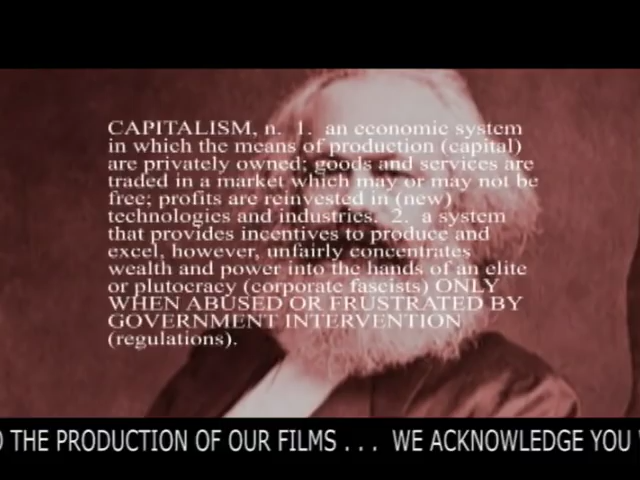 CAPITALISM, n.  1.  an economic system
in which the means of production (capital)
are privately owned; goods and services are
traded in a market which may or may not be
free; profits are reinvested in (new)
technologies and industries.  2.  a system
that provides incentives to produce and
excel, however, unfairly concentrates
wealth and power into the hands of an elite
or plutocracy (corporate fascists) ONLY
WHEN ABUSED OR FRUSTRATED BY
GOVERNMENT INTERVENTION
(regulations).
THE PRODUCTION OF OUR FILMS . . .  WE ACKNOWLEDGE YOU